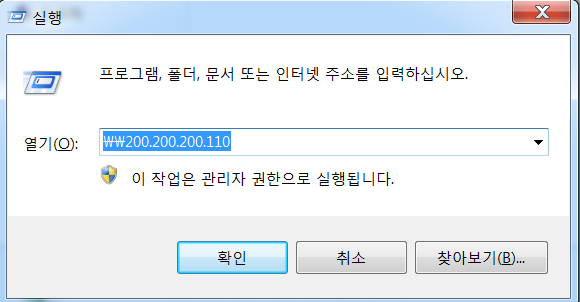 실행
프로그램, 폴더, 문서 또는 인터넷 주소를 입력하십시오.
열기(O): ₩₩200.200.200.110
이 작업은 관리자 권한으로 실행됩니다.
확인 취소 찾아보기(B)...